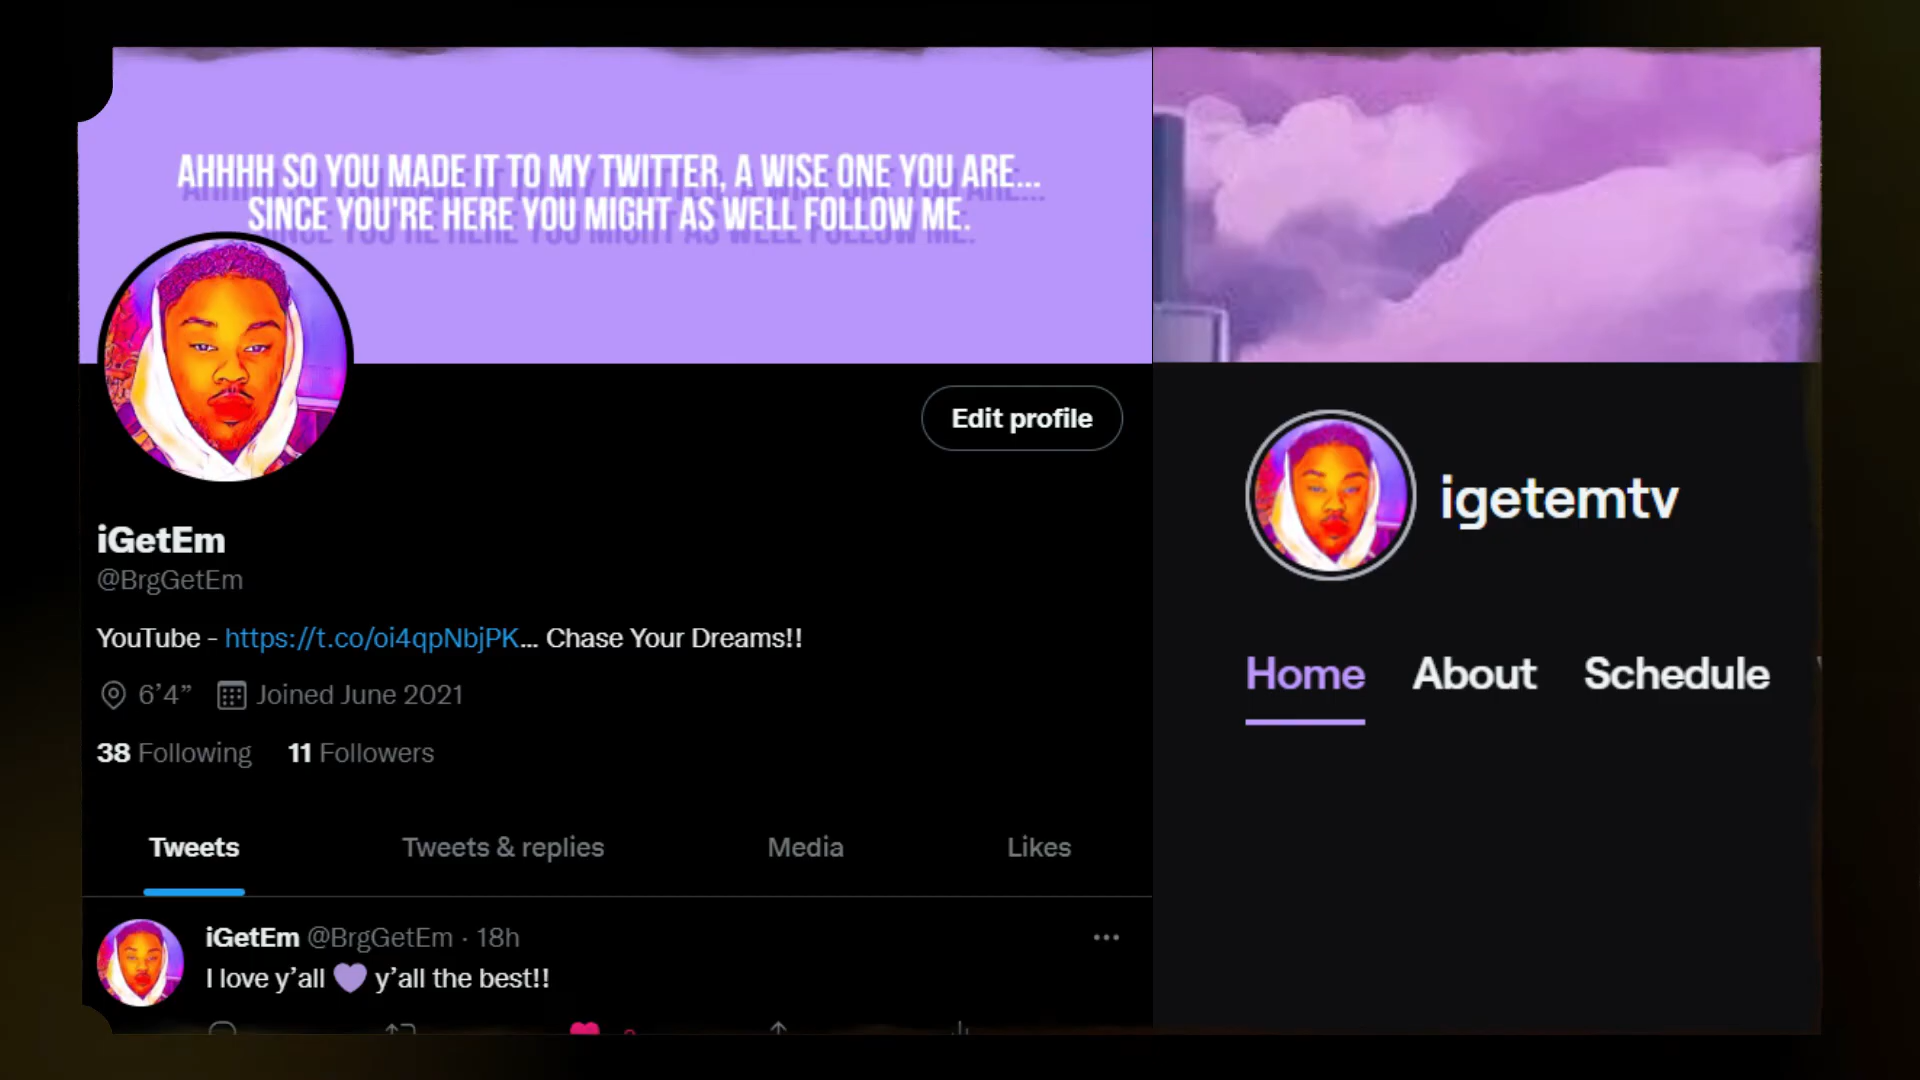 AHHHH SO YOU MADE IT TO MY TWITTER, A WISE ONE YOU ARE...
SINCE YOU'RE HERE YOU MIGHT AS WELL FOLLOW ME.
Edit profile
iGetEm
@BrgGetEm
YouTube - https://t.co/oi4qpNbjPK... Chase Your Dreams!!
6’4” Joined June 2021
38 Following 11 Followers
Tweets Tweets & replies Media Likes
iGetEm @BrgGetEm · 18h
I love y’all 💜 y’all the best!!
igetemtv
Home About Schedule